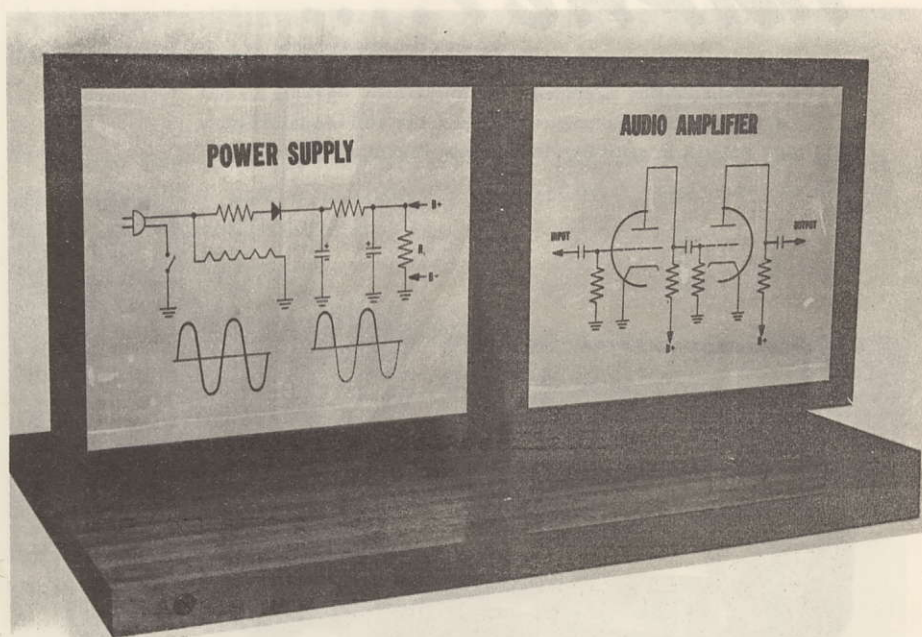 POWER SUPPLY
B+
R
B-
AUDIO AMPLIFIER
INPUT
OUTPUT
B+
B+